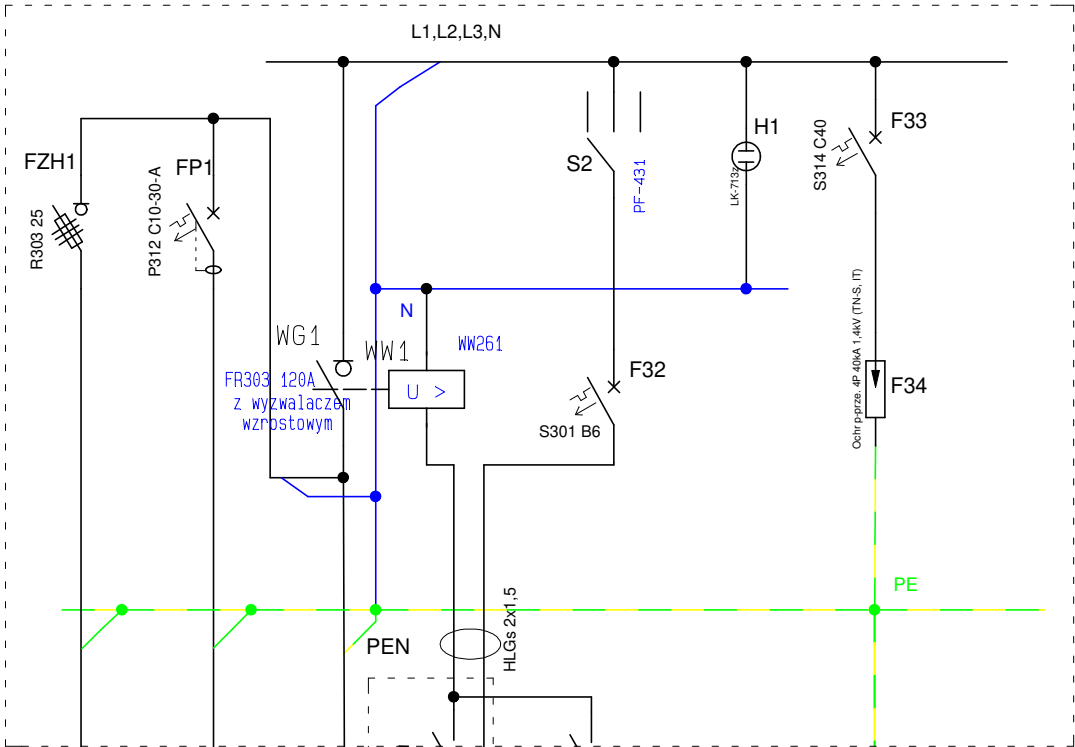 L1,L2,L3,N
FZH1
R303 25
FP1
P312 C10-30-A
S2
PF-431
H1
LK-713z
F33
S314 C40
N
WG1
WW1
WW261
FR303 120A
z wyzwalaczem
wzrostowym
U >
F32
S301 B6
Ochr p-prze. 4P 40kA 1,4kV (TN-S, IT)
F34
PE
PEN
HLGs 2x1,5